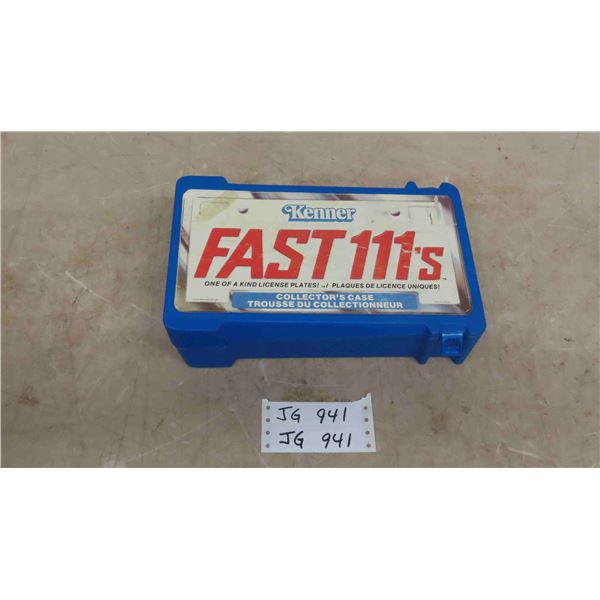 Kenner
FAST 111's
ONE OF A KIND LICENSE PLATES! / PLAQUES DE LICENCE UNIQUES!
COLLECTOR'S CASE
TROUSSE DU COLLECTIONNEUR
JG 941
JG 941